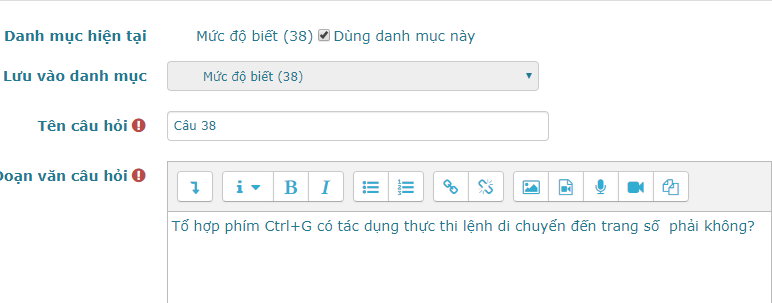 Danh mục hiện tại Mức độ biết (38) Dùng danh mục này
Lưu vào danh mục Mức độ biết (38)
Tên câu hỏi Câu 38
Đoạn văn câu hỏi
B I
Tổ hợp phím Ctrl+G có tác dụng thực thi lệnh di chuyển đến trang số phải không?